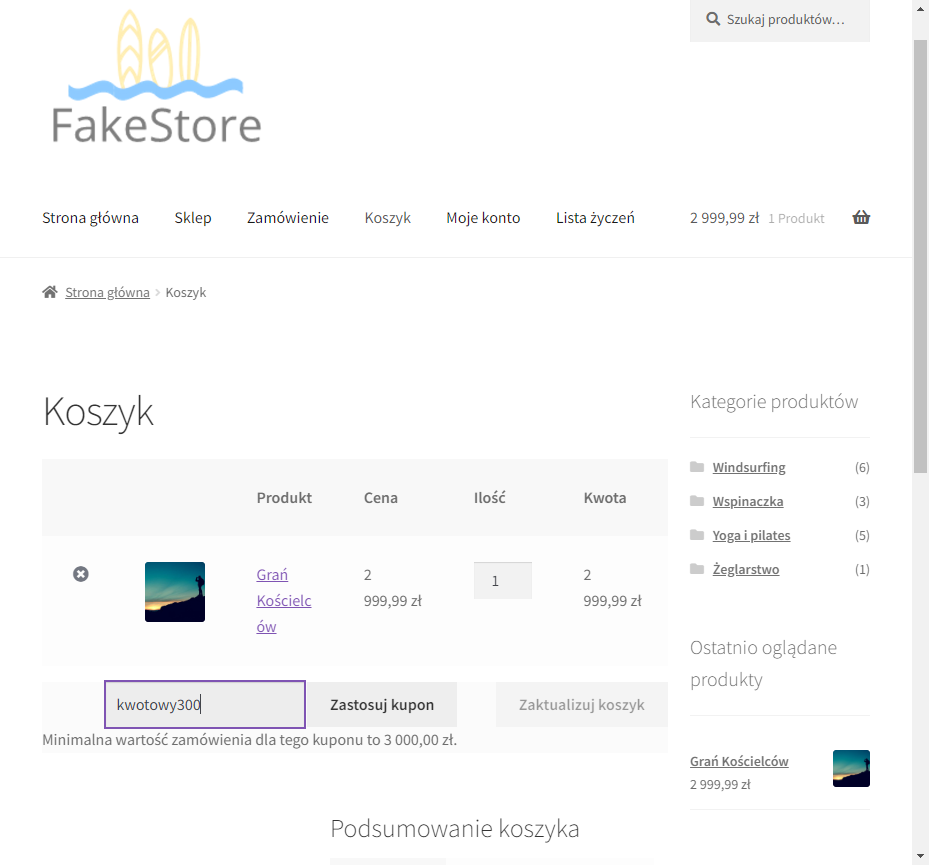 Szukaj produktów…
FakeStore
Strona główna
Sklep
Zamówienie
Koszyk
Moje konto
Lista życzeń
2 999,99 zł 1 Produkt
Strona główna > Koszyk
Koszyk
Produkt Cena Ilość Kwota
Grań
Kościelc
ów
2
999,99 zł
1
2
999,99 zł
kwotowy300
Zastosuj kupon
Zaktualizuj koszyk
Minimalna wartość zamówienia dla tego kuponu to 3 000,00 zł.
Podsumowanie koszyka
Kategorie produktów
Windsurfing (6)
Wspinaczka (3)
Yoga i pilates (5)
Żeglarstwo (1)
Ostatnio oglądane
produkty
Grań Kościelców
2 999,99 zł